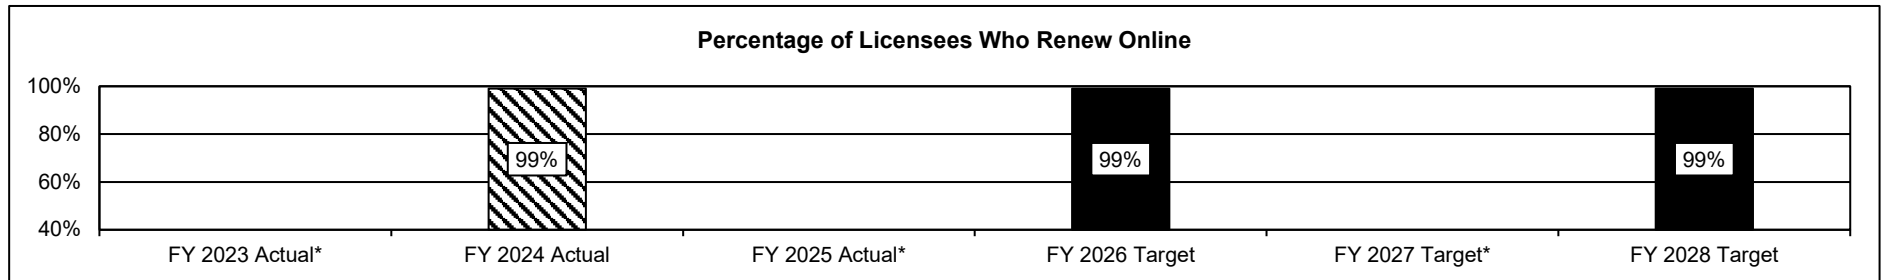 Percentage of Licensees Who Renew Online
100%
80%
60%
40%
99%
99%
99%
FY 2023 Actual*
FY 2024 Actual
FY 2025 Actual*
FY 2026 Target
FY 2027 Target*
FY 2028 Target